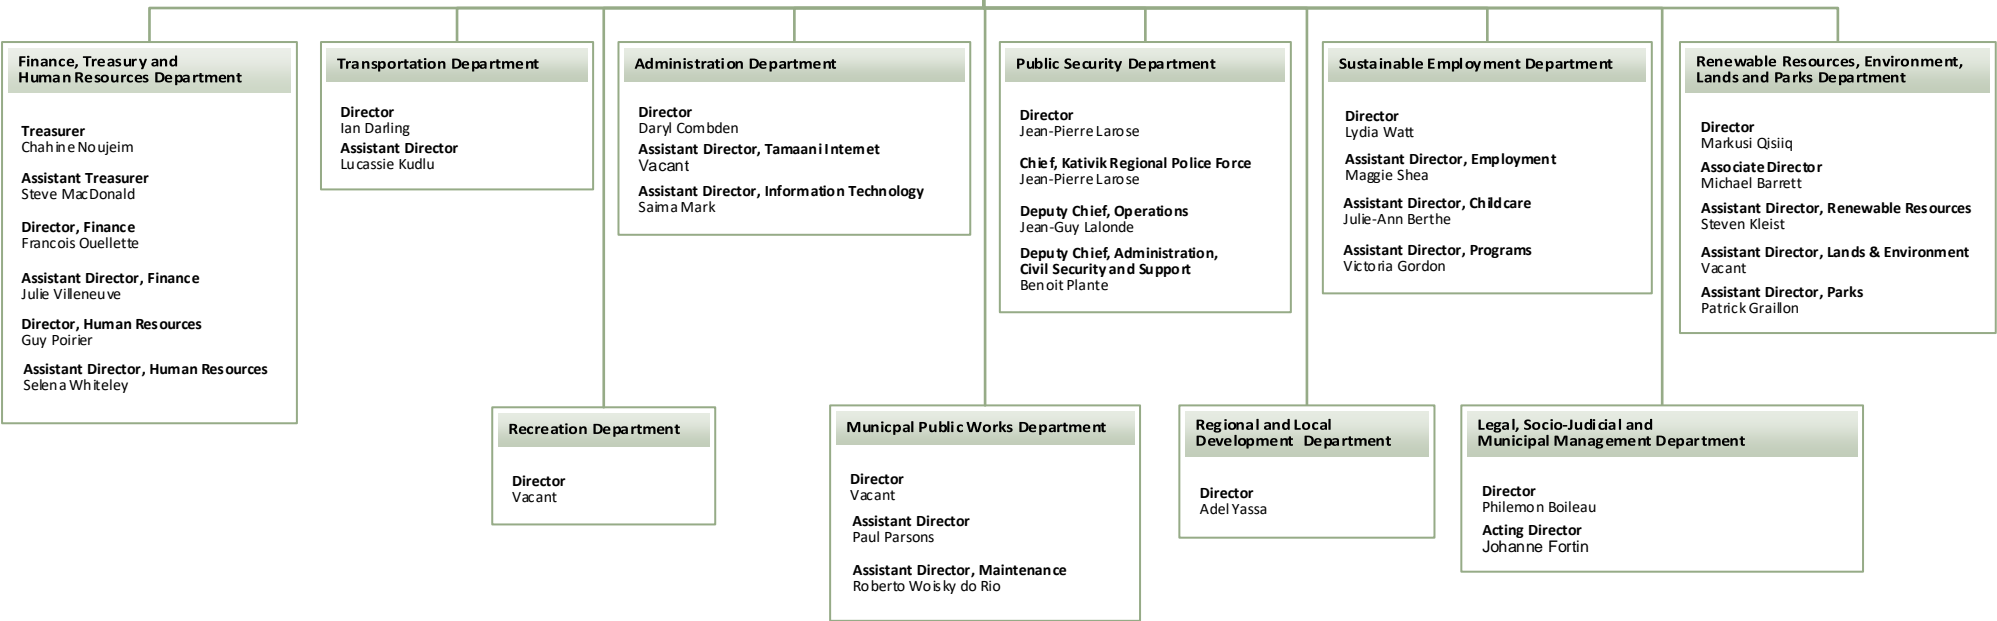 Finance, Treasury and
Human Resources Department
Treasurer
Chahine Noujeim
Assistant Treasurer
Steve MacDonald
Director, Finance
Francois Ouellette
Assistant Director, Finance
Julie Villeneuve
Director, Human Resources
Guy Poirier
Assistant Director, Human Resources
Selena Whiteley
Transportation Department
Director
Ian Darling
Assistant Director
Lucassie Kudlu
Administration Department
Director
Daryl Combden
Assistant Director, Tamaani Internet
Vacant
Assistant Director, Information Technology
Saima Mark
Public Security Department
Director
Jean-Pierre Larose
Chief, Kativik Regional Police Force
Jean-Pierre Larose
Deputy Chief, Operations
Jean-Guy Lalonde
Deputy Chief, Administration,
Civil Security and Support
Benoit Plante
Sustainable Employment Department
Director
Lydia Watt
Assistant Director, Employment
Maggie Shea
Assistant Director, Childcare
Julie-Ann Berthe
Assistant Director, Programs
Victoria Gordon
Renewable Resources, Environment,
Lands and Parks Department
Director
Markusi Qisiiq
Associate Director
Michael Barrett
Assistant Director, Renewable Resources
Steven Kleist
Assistant Director, Lands & Environment
Vacant
Assistant Director, Parks
Patrick Graillon
Recreation Department
Director
Vacant
Municpal Public Works Department
Director
Vacant
Assistant Director
Paul Parsons
Assistant Director, Maintenance
Roberto Woisky do Rio
Regional and Local
Development Department
Director
Adel Yassa
Legal, Socio-Judicial and
Municipal Management Department
Director
Philemon Boileau
Acting Director
Johanne Fortin